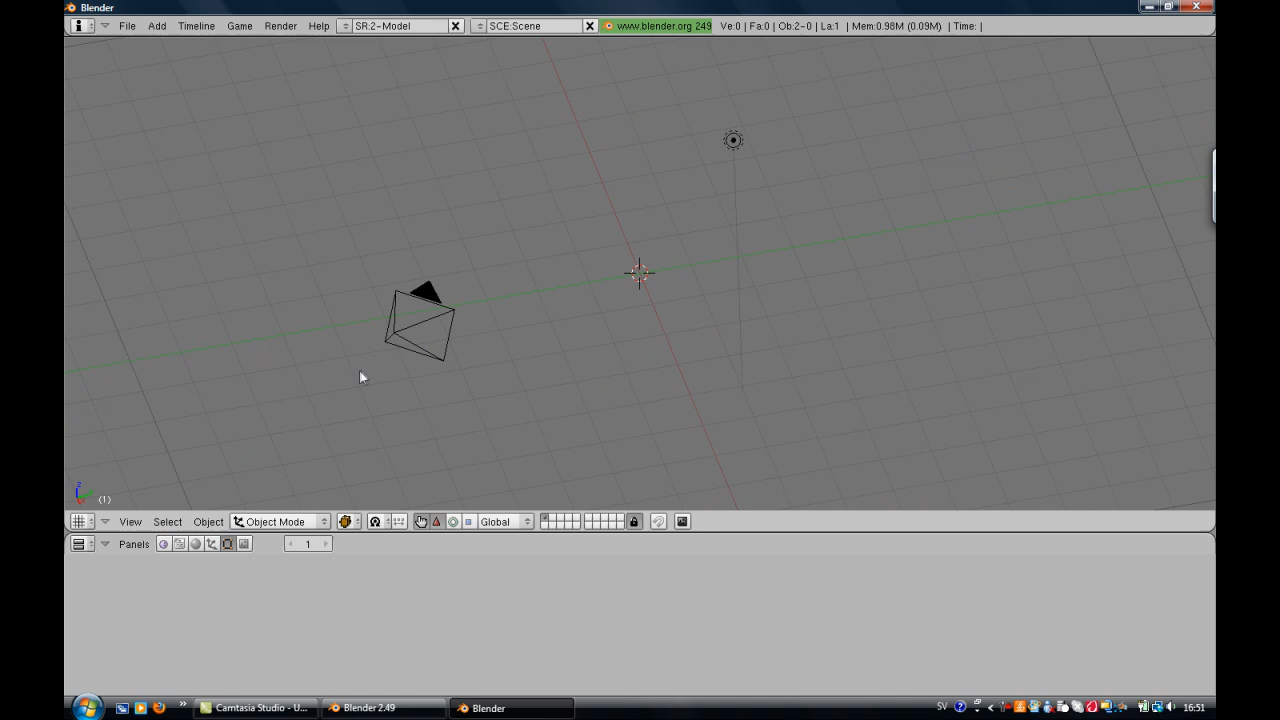 Blender
File Add Timeline Game Render Help SR:2-Model SCE:Scene www.blender.org 249 Ve:0 | Fa:0 | Ob:2-0 | La:1 | Mem:0.98M (0.09M) | Time: |
z
(1)
View Select Object Object Mode Global
Panels 1
Camtasia Studio - U... Blender 2.49 Blender SV 16:51